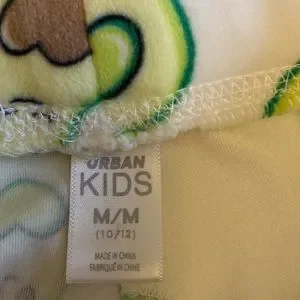 URBAN
KIDS
M/M
(10/12)
MADE IN CHINA
FABRIQUÉ EN CHINE